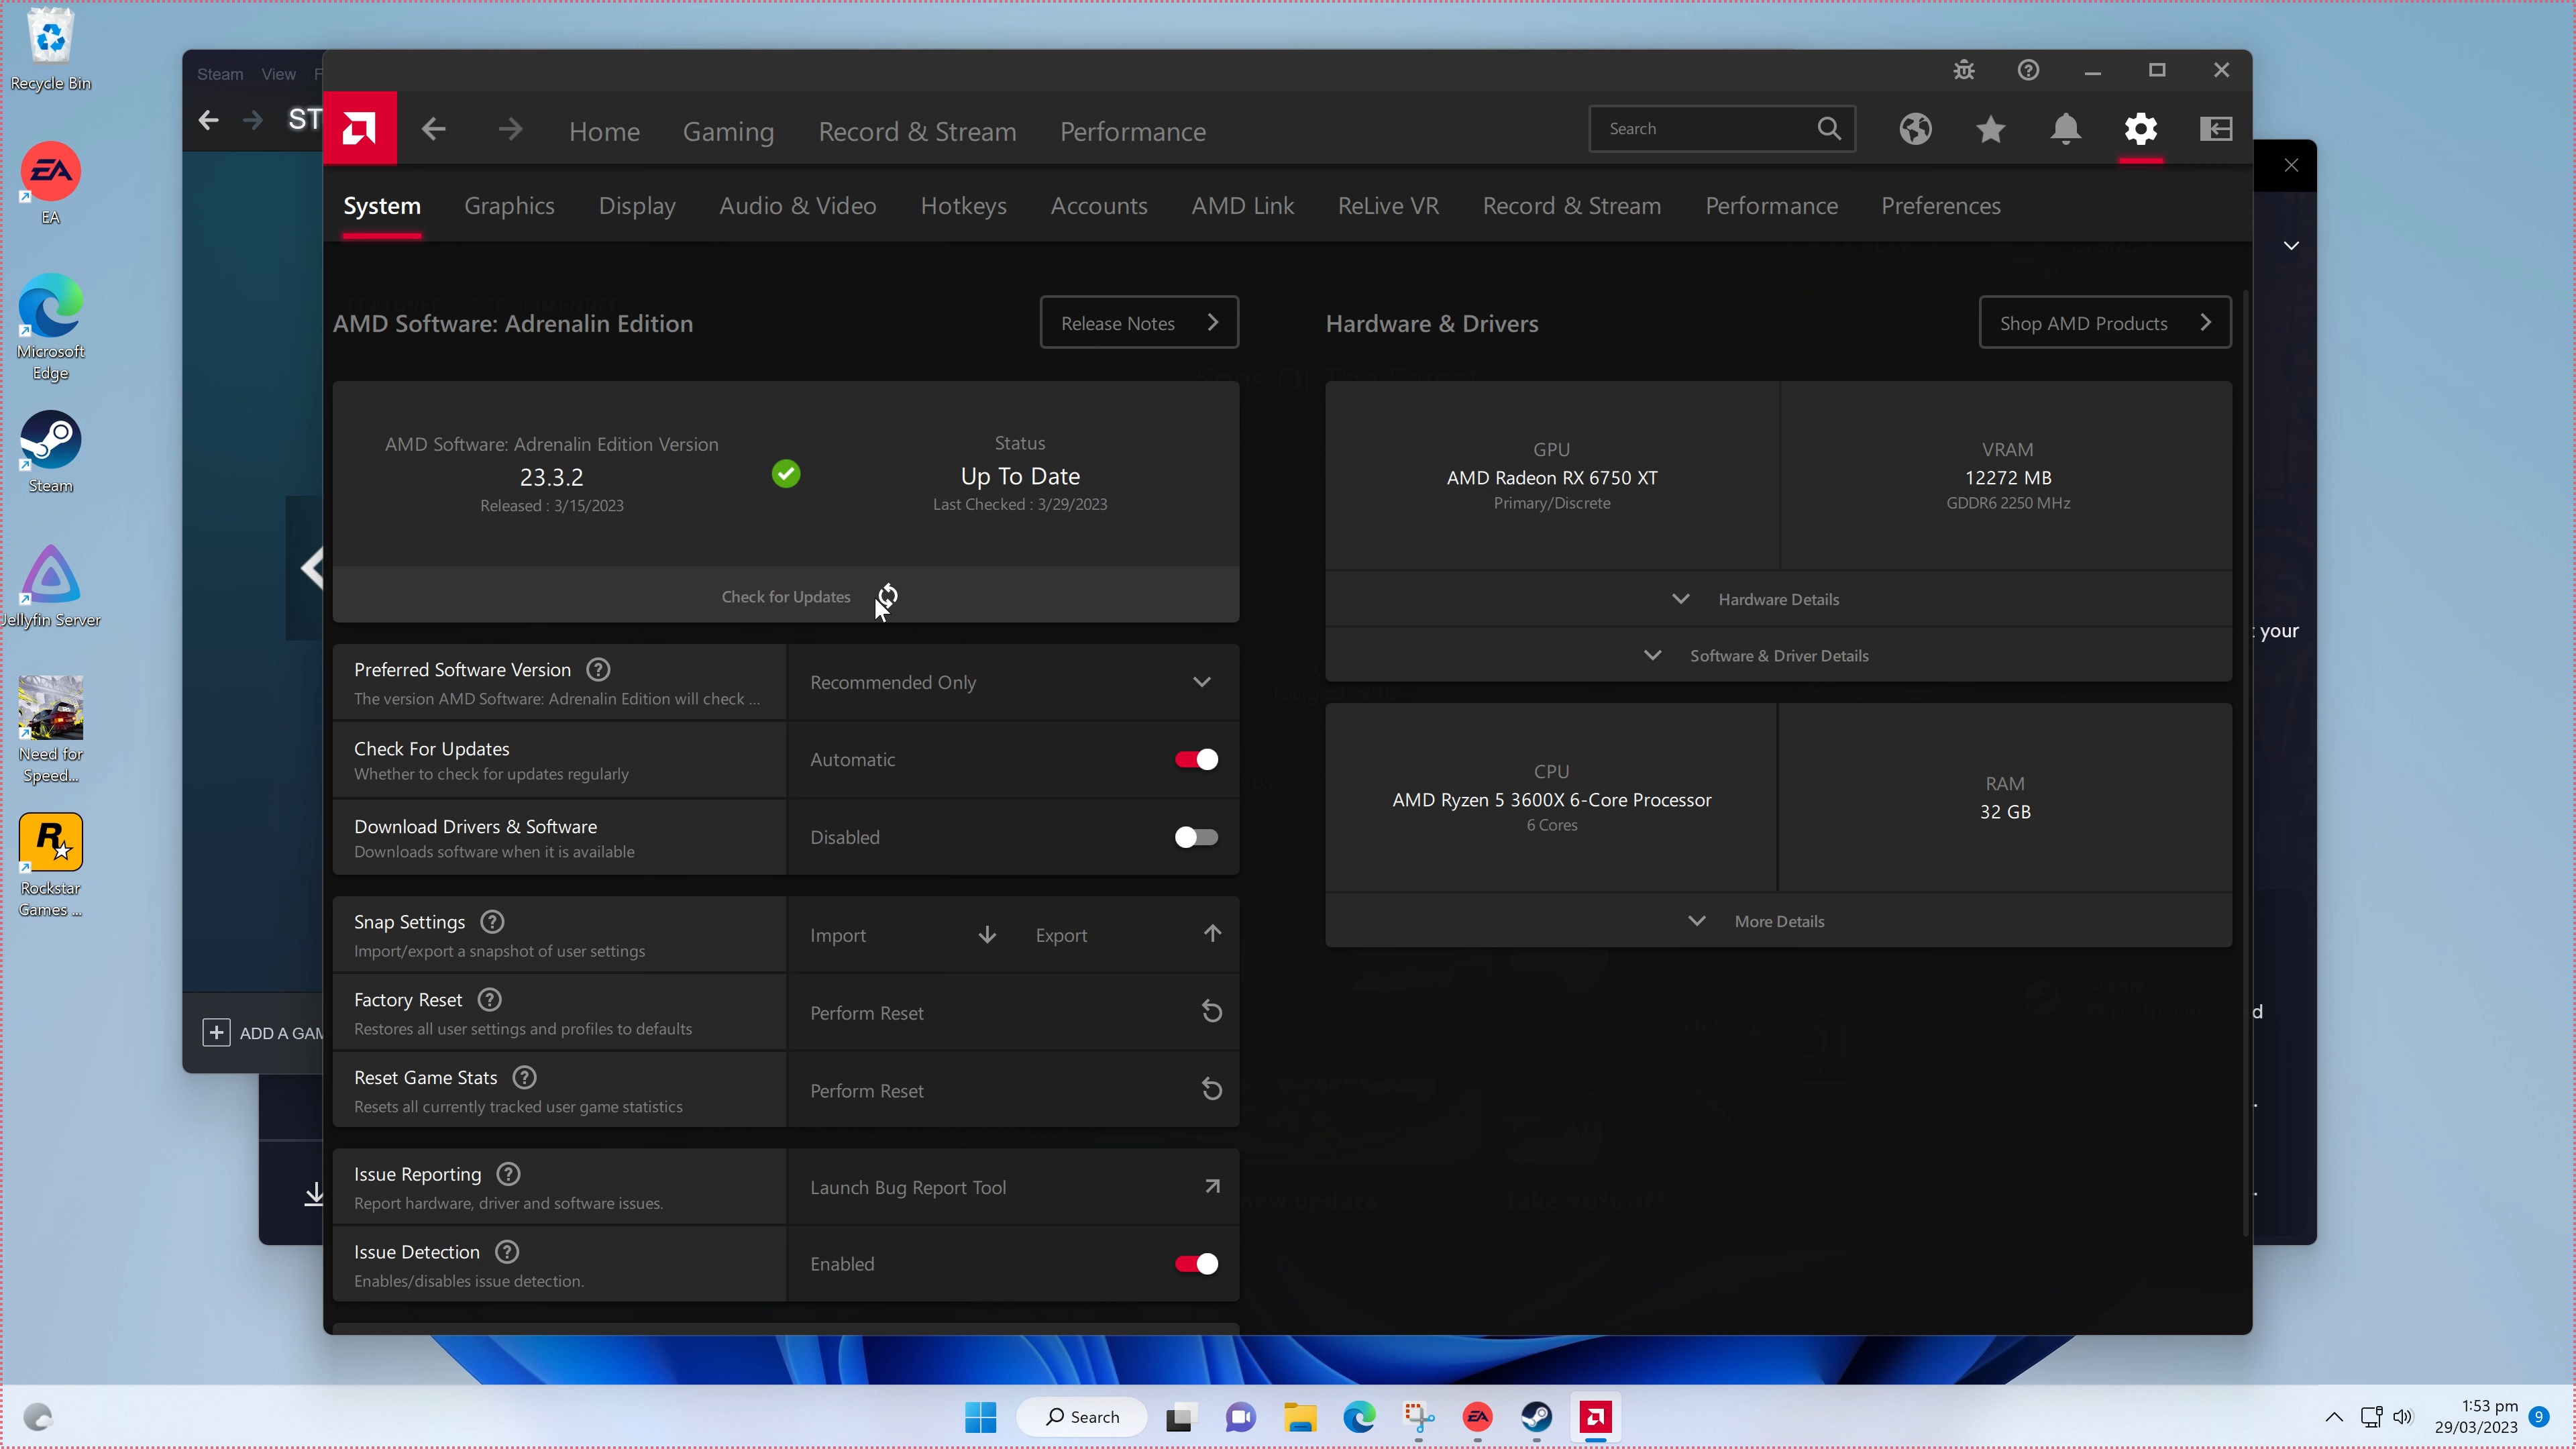 Recycle Bin
EA
Microsoft
Edge
Steam
Jellyfin Server
Need for
Speed...
Rockstar
Games ...
Steam View F
ST
ADD A GAM
Home Gaming Record & Stream Performance
Search
System Graphics Display Audio & Video Hotkeys Accounts AMD Link ReLive VR Record & Stream Performance Preferences
AMD Software: Adrenalin Edition
Release Notes
AMD Software: Adrenalin Edition Version
23.3.2
Released : 3/15/2023
Status
Up To Date
Last Checked : 3/29/2023
Check for Updates
Preferred Software Version
The version AMD Software: Adrenalin Edition will check ...
Recommended Only
Check For Updates
Whether to check for updates regularly
Automatic
Download Drivers & Software
Downloads software when it is available
Disabled
Snap Settings
Import/export a snapshot of user settings
Import
Export
Factory Reset
Restores all user settings and profiles to defaults
Perform Reset
Reset Game Stats
Resets all currently tracked user game statistics
Perform Reset
Issue Reporting
Report hardware, driver and software issues.
Launch Bug Report Tool
Issue Detection
Enables/disables issue detection.
Enabled
Hardware & Drivers
Shop AMD Products
GPU
AMD Radeon RX 6750 XT
Primary/Discrete
VRAM
12272 MB
GDDR6 2250 MHz
Hardware Details
Software & Driver Details
CPU
AMD Ryzen 5 3600X 6-Core Processor
6 Cores
RAM
32 GB
More Details
your
d
Search
1:53 pm
29/03/2023
9